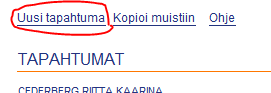 Uusi tapahtuma Kopioi muistiin Ohje
TAPAHTUMAT
CEDERBERG RIITTA KAARINA